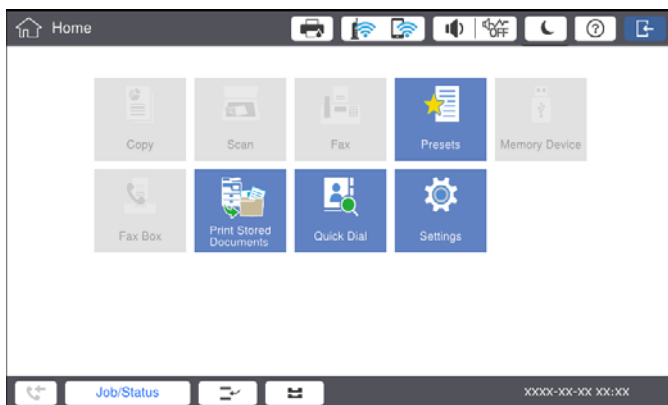 Home
OFF
?
Copy
Scan
Fax
Presets
Memory Device
Fax Box
Print Stored
Documents
Quick Dial
Settings
Job/Status
XXXX-XX-XX XX:XX